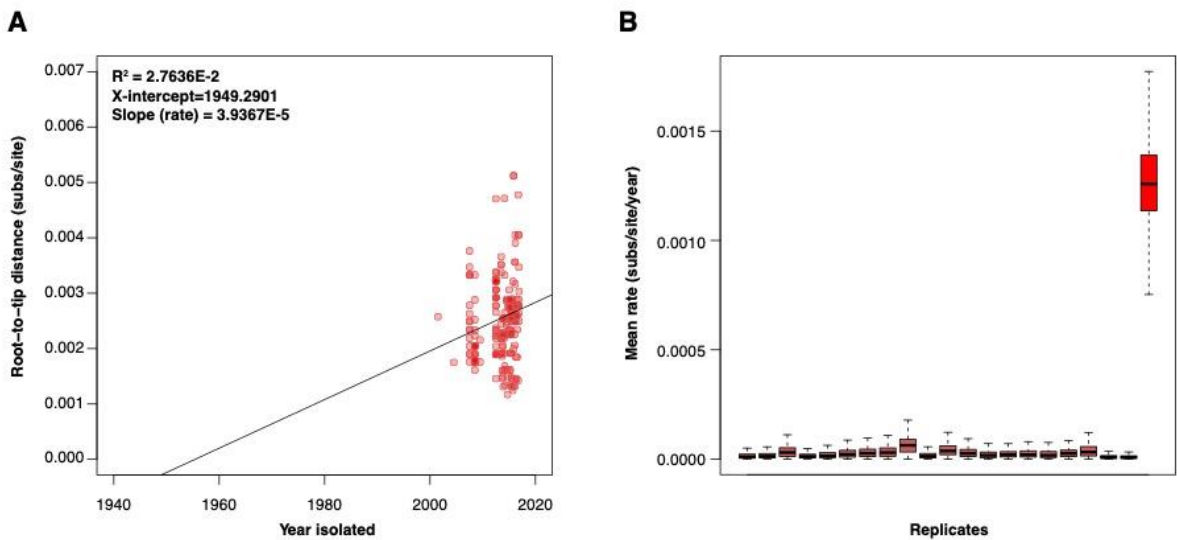 A
R² = 2.7636E-2
X-intercept=1949.2901
Slope (rate) = 3.9367E-5
0.007
0.006
0.005
0.004
0.003
0.002
0.001
0.000
Root-to-tip distance (subs/site)
1940 1960 1980 2000 2020
Year isolated
B
0.0015
0.0010
0.0005
0.0000
Mean rate (subs/site/year)
Replicates